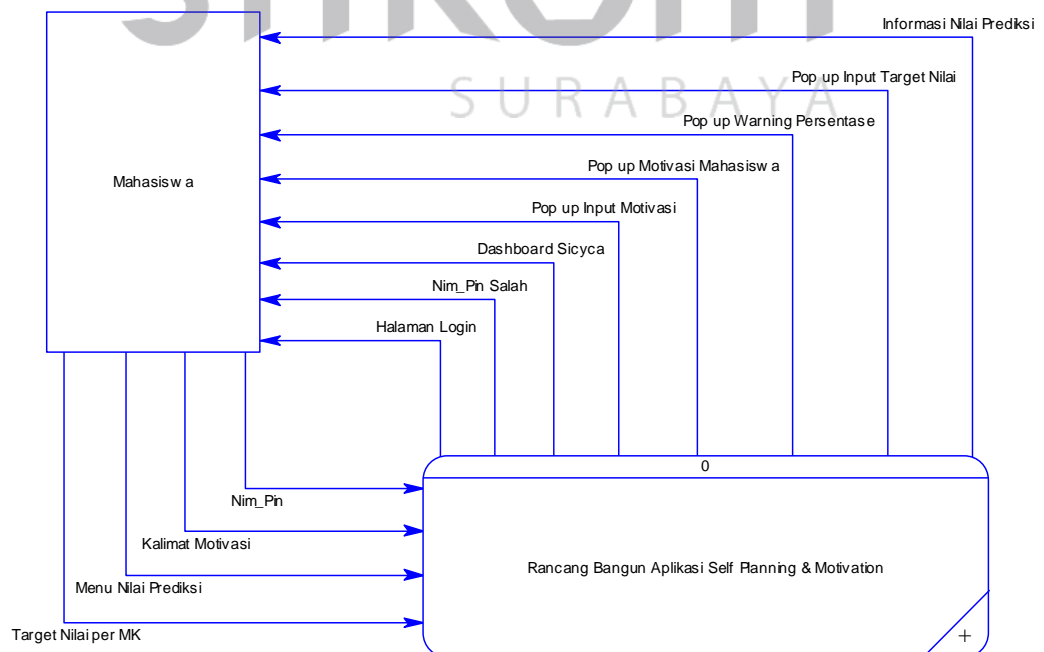 Informasi Nilai Prediksi
SURABAYA
Pop up Input Target Nilai
Pop up Warning Persentase
Pop up Motivasi Mahasiswa
Mahasiswa
Pop up Input Motivasi
Dashboard Sicyca
Nim_Pin Salah
Halaman Login
0
Nim_Pin
Kalimat Motivasi
Rancang Bangun Aplikasi Self Planning & Motivation
Menu Nilai Prediksi
Target Nilai per MK
+